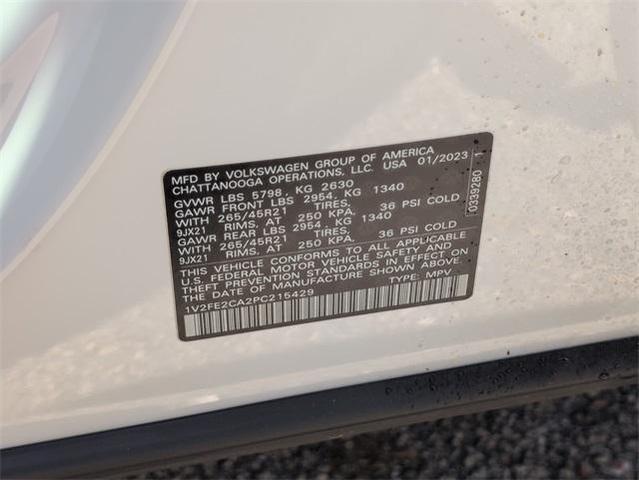 MFD BY VOLKSWAGEN GROUP OF AMERICA
CHATTANOOGA OPERATIONS, LLC. USA 01/2023
GVWR LBS 5798, KG 2630
GAWR FRONT LBS 2954, KG 1340
WITH 265/45R21 TIRES,
9JX21 RIMS, AT 250 KPA, 36 PSI COLD
GAWR REAR LBS 2954, KG 1340
WITH 265/45R21 TIRES,
9JX21 RIMS, AT 250 KPA, 36 PSI COLD
THIS VEHICLE CONFORMS TO ALL APPLICABLE
U.S. FEDERAL MOTOR VEHICLE SAFETY AND
THEFT PREVENTION STANDARDS IN EFFECT ON
THE DATE OF MANUFACTURE SHOWN ABOVE.
1V2FE2CA2PC215429 TYPE: MPV
0339280 1